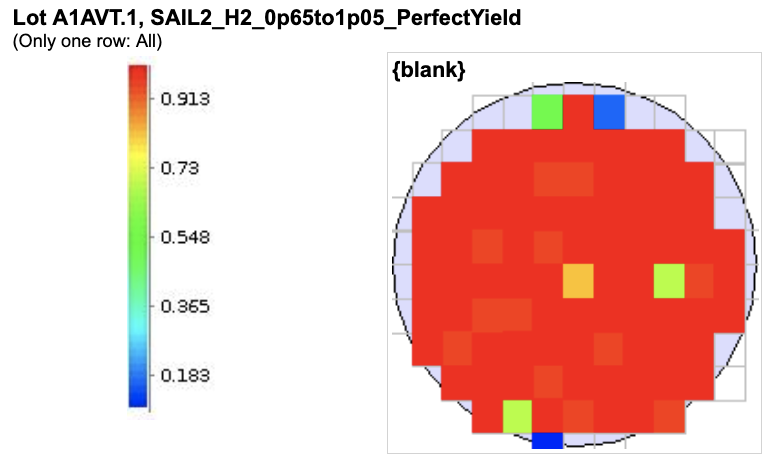 Lot A1AVT.1, SAIL2_H2_0p65to1p05_PerfectYield
(Only one row: All)
{blank}
0.913
0.73
0.548
0.365
0.183